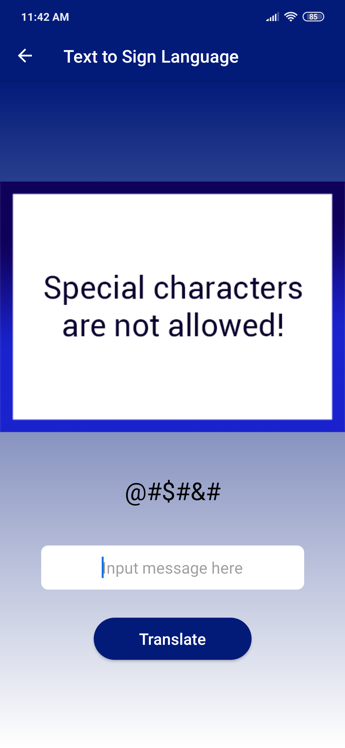 11:42 AM
85
Text to Sign Language
Special characters
are not allowed!
@#$#&#
Input message here
Translate